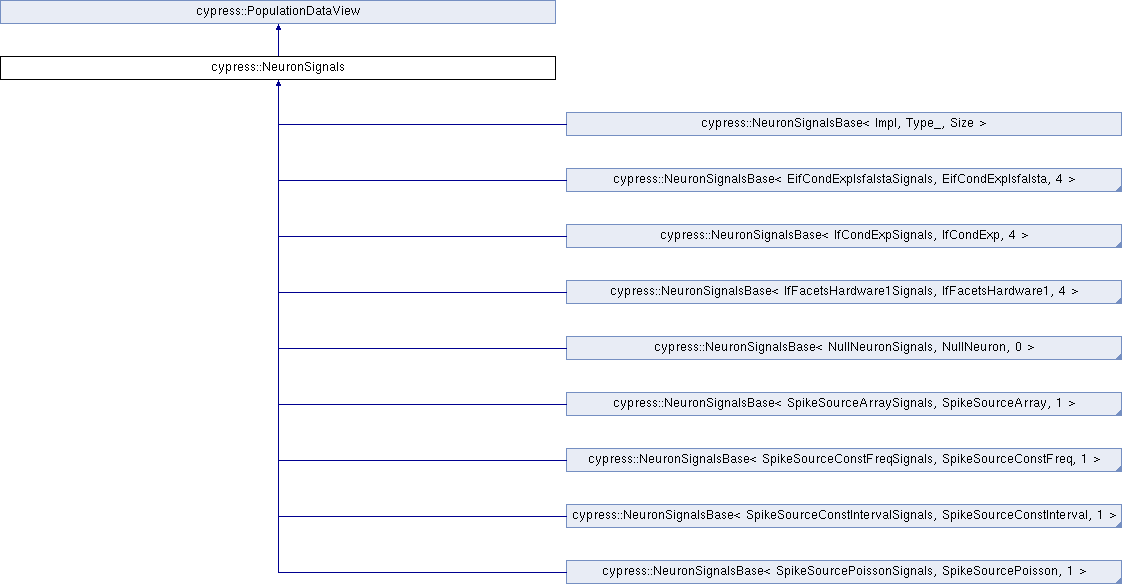 cypress::PopulationDataView
cypress::NeuronSignals
cypress::NeuronSignalsBase< Impl, Type_, Size >
cypress::NeuronSignalsBase< EifCondExpIsfaIstaSignals, EifCondExpIsfaIsta, 4 >
cypress::NeuronSignalsBase< IfCondExpSignals, IfCondExp, 4 >
cypress::NeuronSignalsBase< IfFacetsHardware1Signals, IfFacetsHardware1, 4 >
cypress::NeuronSignalsBase< NullNeuronSignals, NullNeuron, 0 >
cypress::NeuronSignalsBase< SpikeSourceArraySignals, SpikeSourceArray, 1 >
cypress::NeuronSignalsBase< SpikeSourceConstFreqSignals, SpikeSourceConstFreq, 1 >
cypress::NeuronSignalsBase< SpikeSourceConstIntervalSignals, SpikeSourceConstInterval, 1 >
cypress::NeuronSignalsBase< SpikeSourcePoissonSignals, SpikeSourcePoisson, 1 >